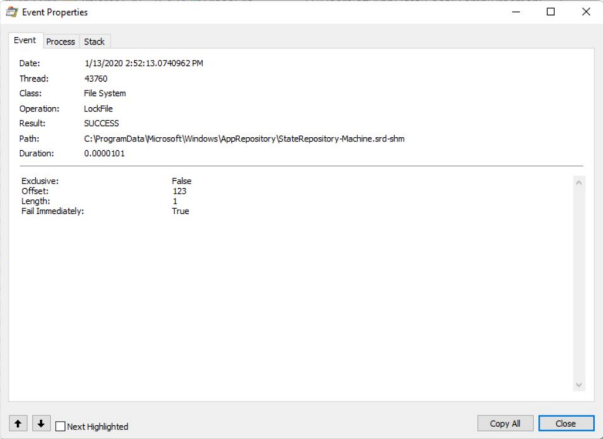 Event Properties
Event Process Stack
Date: 1/13/2020 2:52:13.0740962 PM
Thread: 43760
Class: File System
Operation: LockFile
Result: SUCCESS
Path: C:\ProgramData\Microsoft\Windows\AppRepository\StateRepository-Machine.srd-shm
Duration: 0.0000101
Exclusive: False
Offset: 123
Length: 1
Fail Immediately: True
Next Highlighted Copy All Close